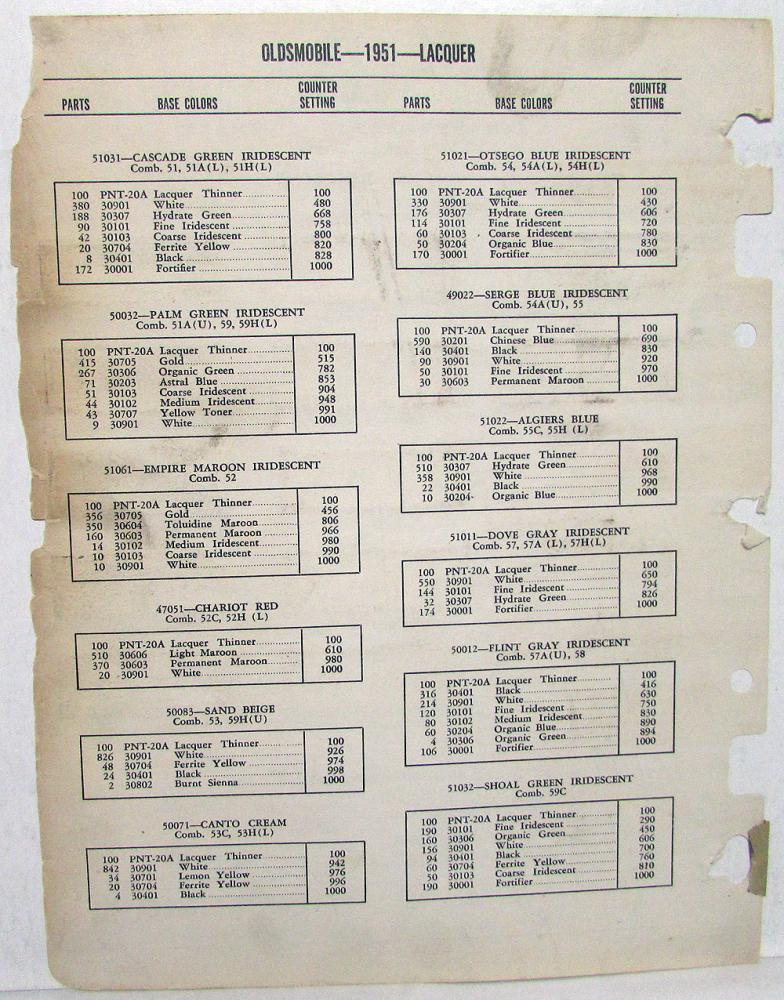 OLDSMOBILE—1951—LACQUER
PARTS BASE COLORS COUNTER SETTING PARTS BASE COLORS COUNTER SETTING
51031—CASCADE GREEN IRIDESCENT
Comb. 51, 51A(L), 51H(L)
100 PNT-20A Lacquer Thinner 100
380 30901 White 480
188 30307 Hydrate Green 668
90 30101 Fine Iridescent 758
42 30103 Coarse Iridescent 800
20 30704 Ferrite Yellow 820
8 30401 Black 828
172 30001 Fortifier 1000
50032—PALM GREEN IRIDESCENT
Comb. 51A(U), 59, 59H(L)
100 PNT-20A Lacquer Thinner 100
415 30705 Gold 515
267 30306 Organic Green 782
71 30203 Astral Blue 853
51 30103 Coarse Iridescent 904
44 30102 Medium Iridescent 948
43 30707 Yellow Toner 991
9 30901 White 1000
51061—EMPIRE MAROON IRIDESCENT
Comb. 52
100 PNT-20A Lacquer Thinner 100
356 30705 Gold 456
350 30604 Toluidine Maroon 806
160 30603 Permanent Maroon 966
14 30102 Medium Iridescent 980
10 30103 Coarse Iridescent 990
10 30901 White 1000
47051—CHARIOT RED
Comb. 52C, 52H (L)
100 PNT-20A Lacquer Thinner 100
510 30606 Light Maroon 610
370 30603 Permanent Maroon 980
20 30901 White 1000
50083—SAND BEIGE
Comb. 53, 59H(U)
100 PNT-20A Lacquer Thinner 100
826 30901 White 926
48 30704 Ferrite Yellow 974
24 30401 Black 998
2 30802 Burnt Sienna 1000
50071—CANTO CREAM
Comb. 53C, 53H(L)
100 PNT-20A Lacquer Thinner 100
842 30901 White 942
34 30701 Lemon Yellow 976
20 30704 Ferrite Yellow 996
4 30401 Black 1000
51021—OTSEGO BLUE IRIDESCENT
Comb. 54, 54A(L), 54H(L)
100 PNT-20A Lacquer Thinner 100
330 30901 White 430
176 30307 Hydrate Green 606
114 30101 Fine Iridescent 720
60 30103 Coarse Iridescent 780
50 30204 Organic Blue 830
170 30001 Fortifier 1000
49022—SERGE BLUE IRIDESCENT
Comb. 54A(U), 55
100 PNT-20A Lacquer Thinner 100
590 30201 Chinese Blue 690
140 30401 Black 830
90 30901 White 920
50 30101 Fine Iridescent 970
30 30603 Permanent Maroon 1000
51022—ALGIERS BLUE
Comb. 55C, 55H (L)
100 PNT-20A Lacquer Thinner 100
510 30307 Hydrate Green 610
358 30901 White 968
22 30401 Black 990
10 30204 Organic Blue 1000
51011—DOVE GRAY IRIDESCENT
Comb. 57, 57A (L), 57H(L)
100 PNT-20A Lacquer Thinner 100
550 30901 White 650
144 30101 Fine Iridescent 794
32 30307 Hydrate Green 826
174 30001 Fortifier 1000
50012—FLINT GRAY IRIDESCENT
Comb. 57A(U), 58
100 PNT-20A Lacquer Thinner 100
316 30401 Black 416
214 30901 White 630
120 30101 Fine Iridescent 750
80 30102 Medium Iridescent 830
60 30204 Organic Blue 890
4 30306 Organic Green 894
106 30001 Fortifier 1000
51032—SHOAL GREEN IRIDESCENT
Comb. 59C
100 PNT-20A Lacquer Thinner 100
190 30101 Fine Iridescent 290
160 30306 Organic Green 450
156 30901 White 606
94 30401 Black 700
60 30704 Ferrite Yellow 760
50 30103 Coarse Iridescent 810
190 30001 Fortifier 1000